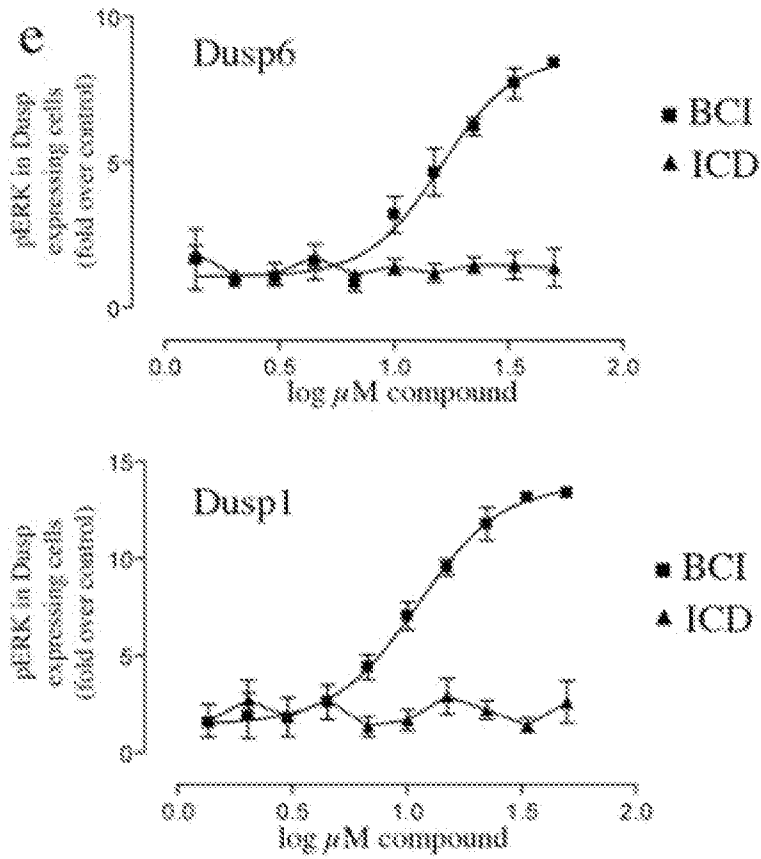 e
Dusp6
pERK in Dusp
expressing cells
(fold over control)
10
5
0
0.0 0.5 1.0 1.5 2.0
log µM compound
BCI
ICD
Dusp1
pERK in Dusp
expressing cells
(fold over control)
15
10
5
0
0.0 0.5 1.0 1.5 2.0
log µM compound
BCI
ICD